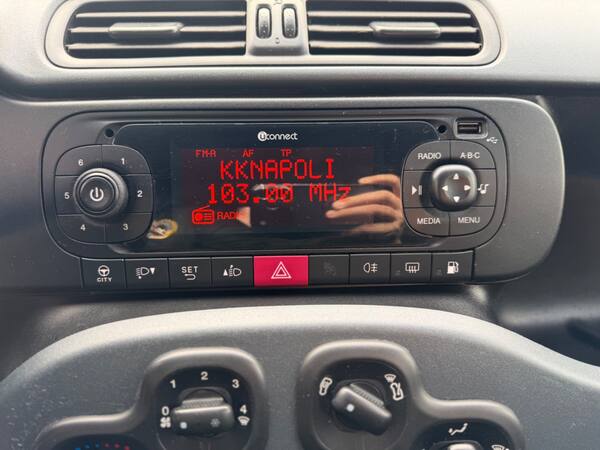 uconnect
FM-A AF TP
KKNAPOLI
103.00 MHz
RADIO
6 1
5 2
4 3
RADIO A-B-C
MEDIA MENU
CITY
SET
0 1 2 3 4